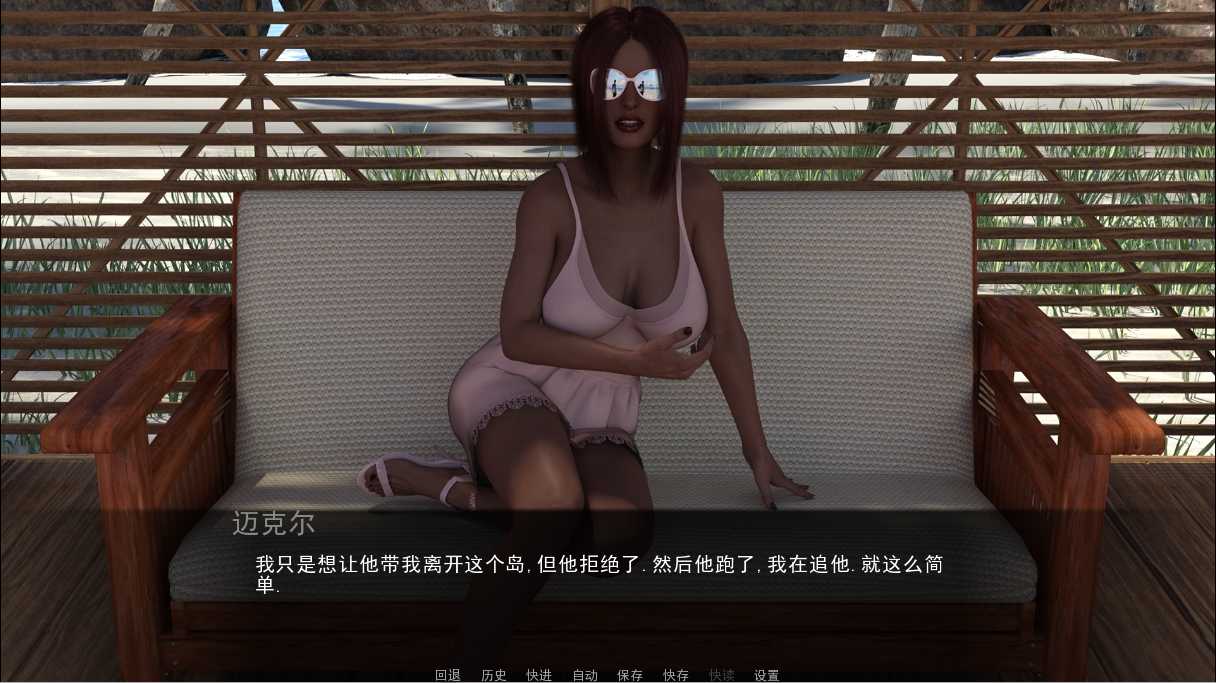 迈克尔
我只是想让他带我离开这个岛,但他拒绝了.然后他跑了,我在追他.就这么简
单.
回退 历史 快进 自动 保存 快存 快读 设置